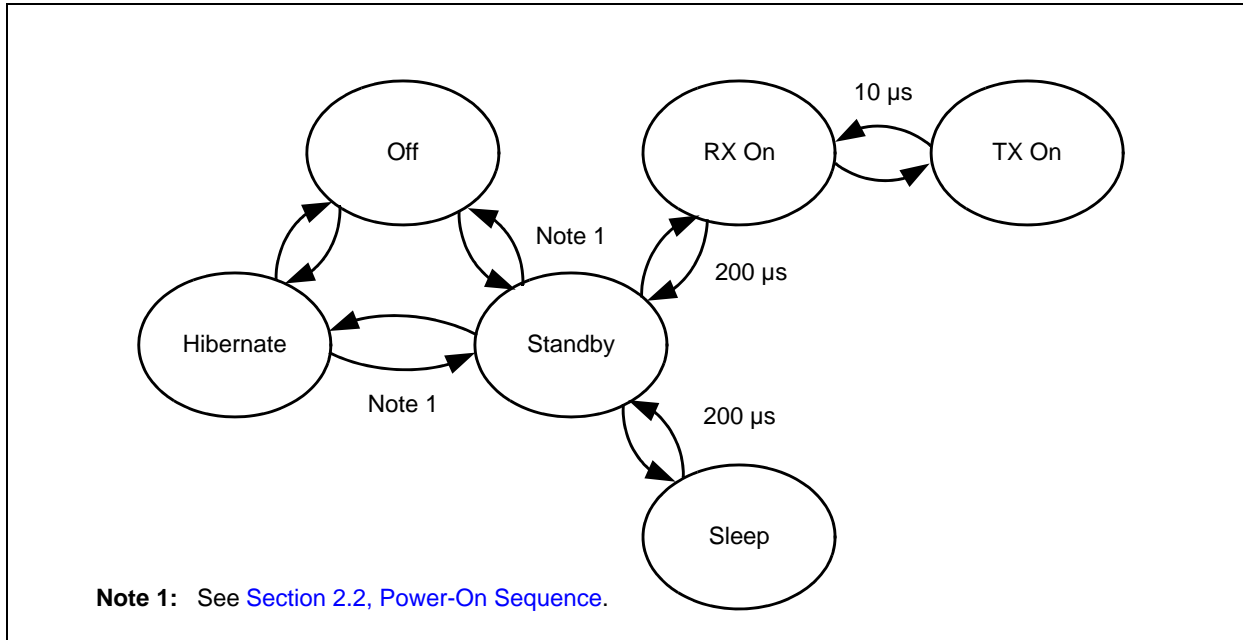 10 µs
Off
RX On
TX On
Note 1
200 µs
Hibernate
Standby
Note 1
200 µs
Sleep
Note 1: See Section 2.2, Power-On Sequence.